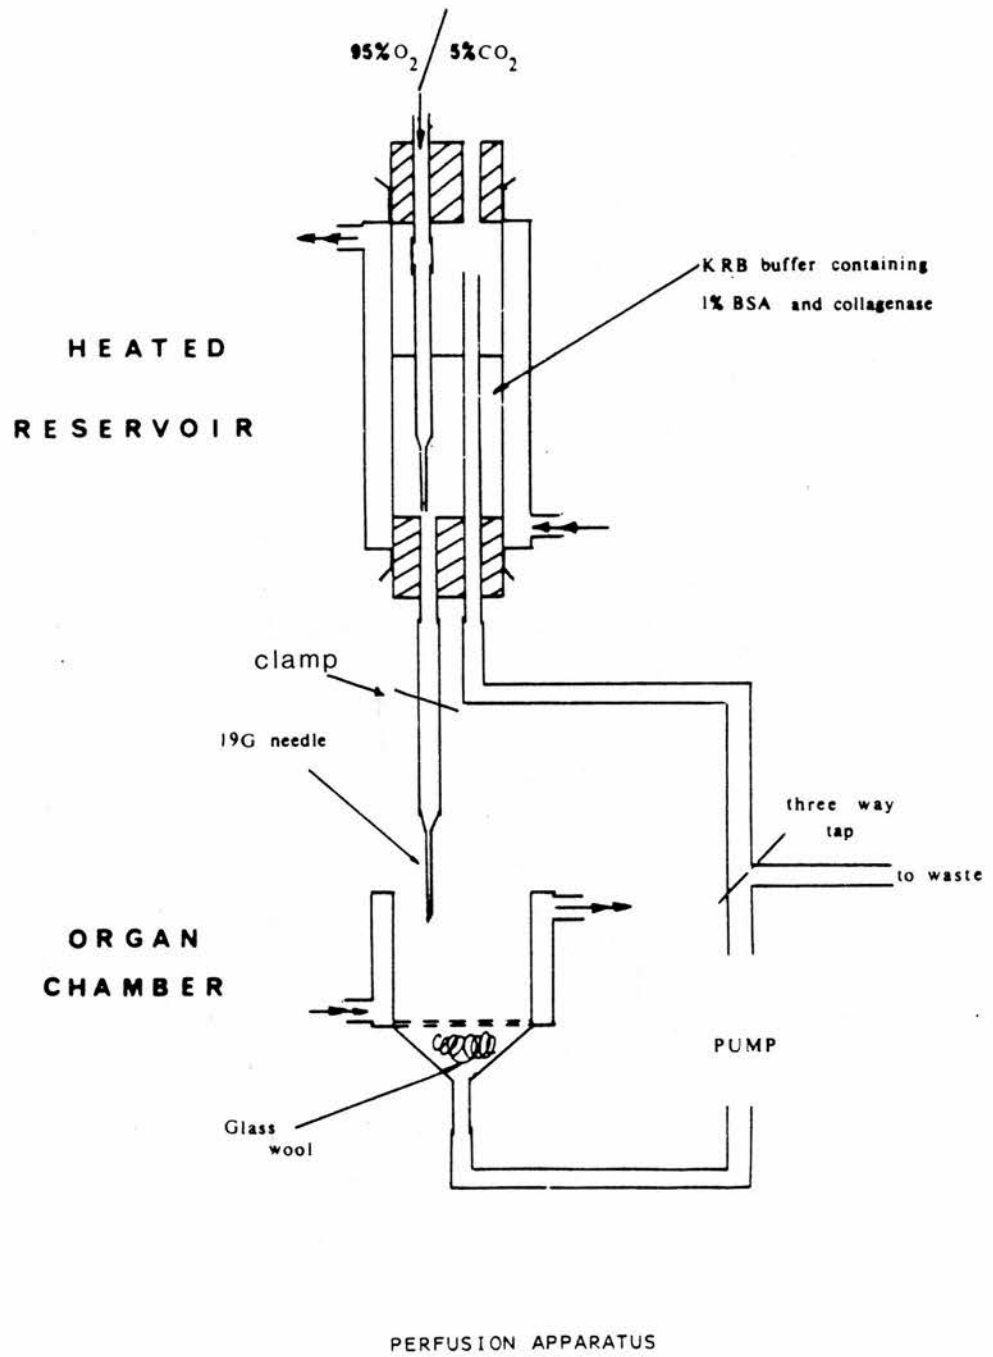 95%O2 5%CO2
KRB buffer containing
1% BSA and collagenase
HEATED
RESERVOIR
clamp
19G needle
three way
tap
to waste
ORGAN
CHAMBER
PUMP
Glass
wool
PERFUSION APPARATUS